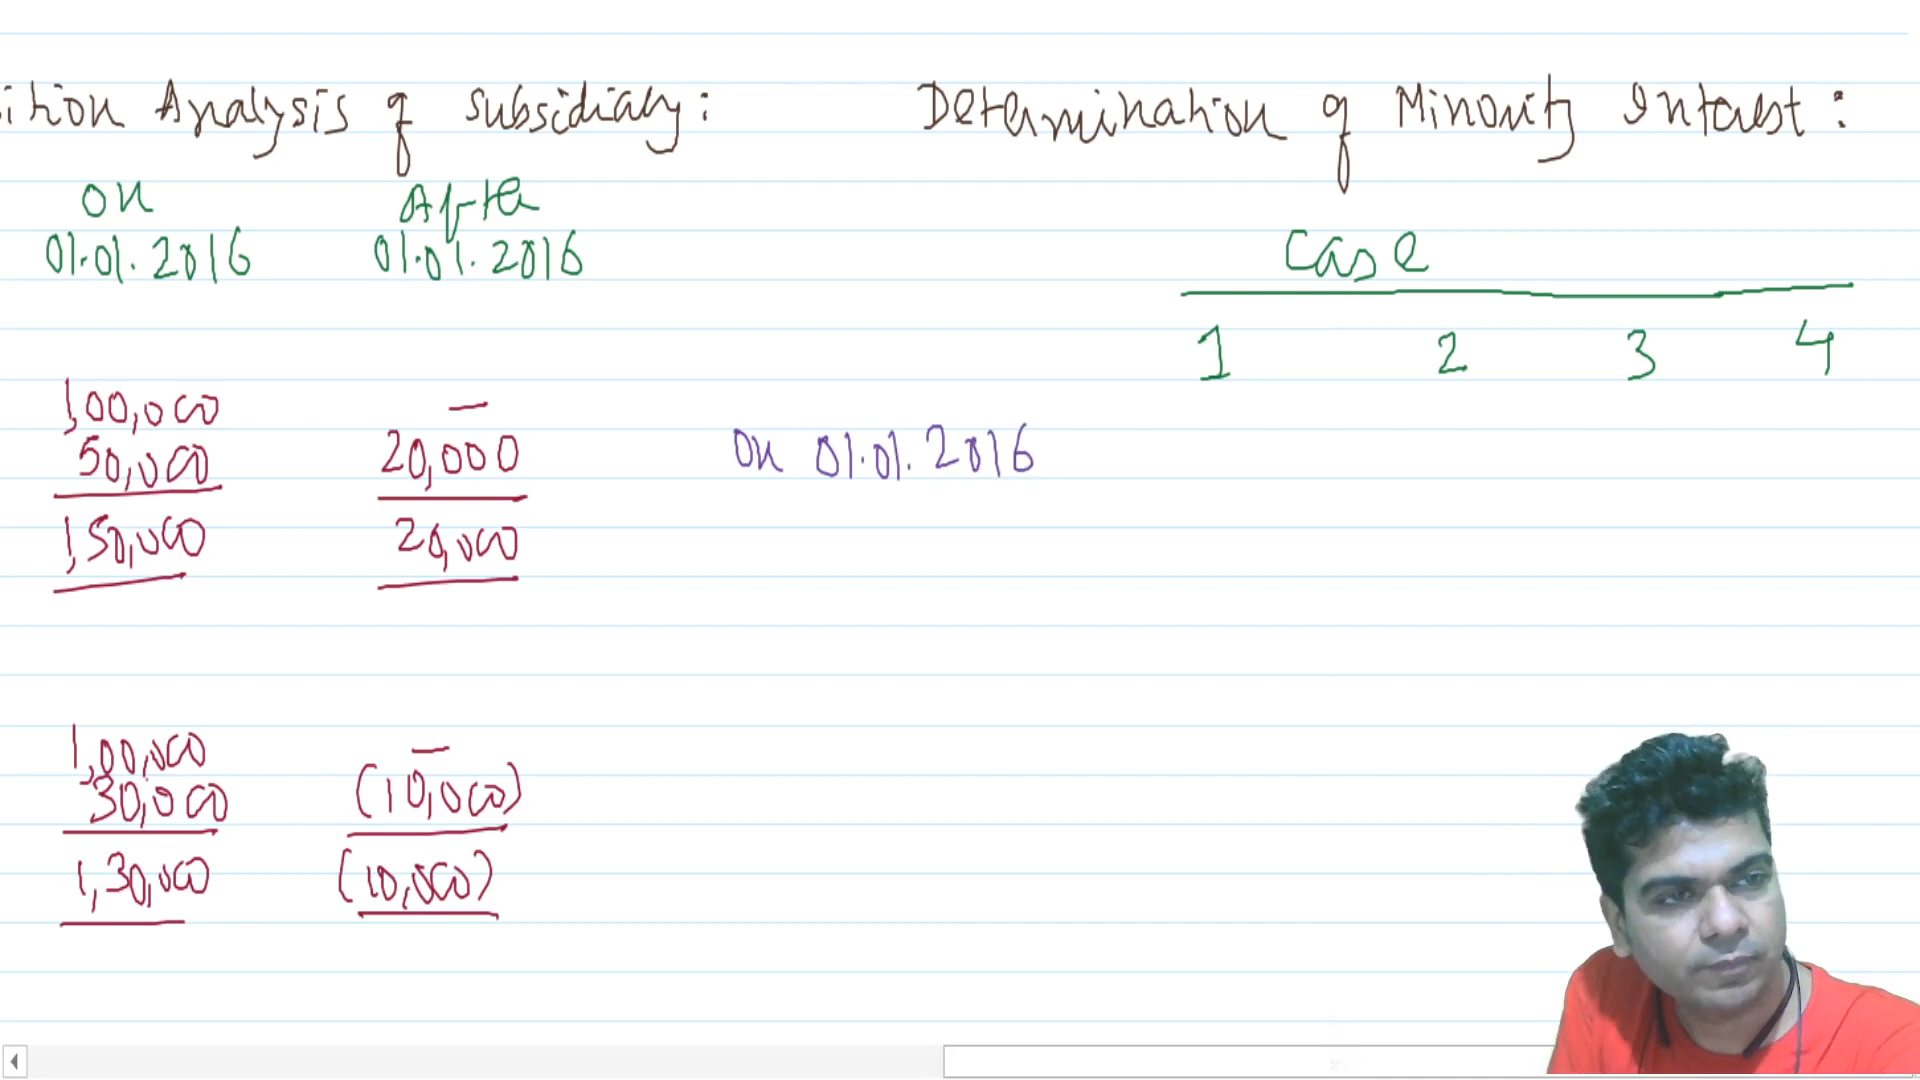 ition Analysis of subsidiary:
Determination of Minority Interest:
on
After
01.01.2016
01.01.2016
Case
1 2 3 4
1,00,000 —
50,000 20,000
on 01.01.2016
1,50,000 20,000
1,00,000 —
30,000 (10,000)
1,30,000 (10,000)